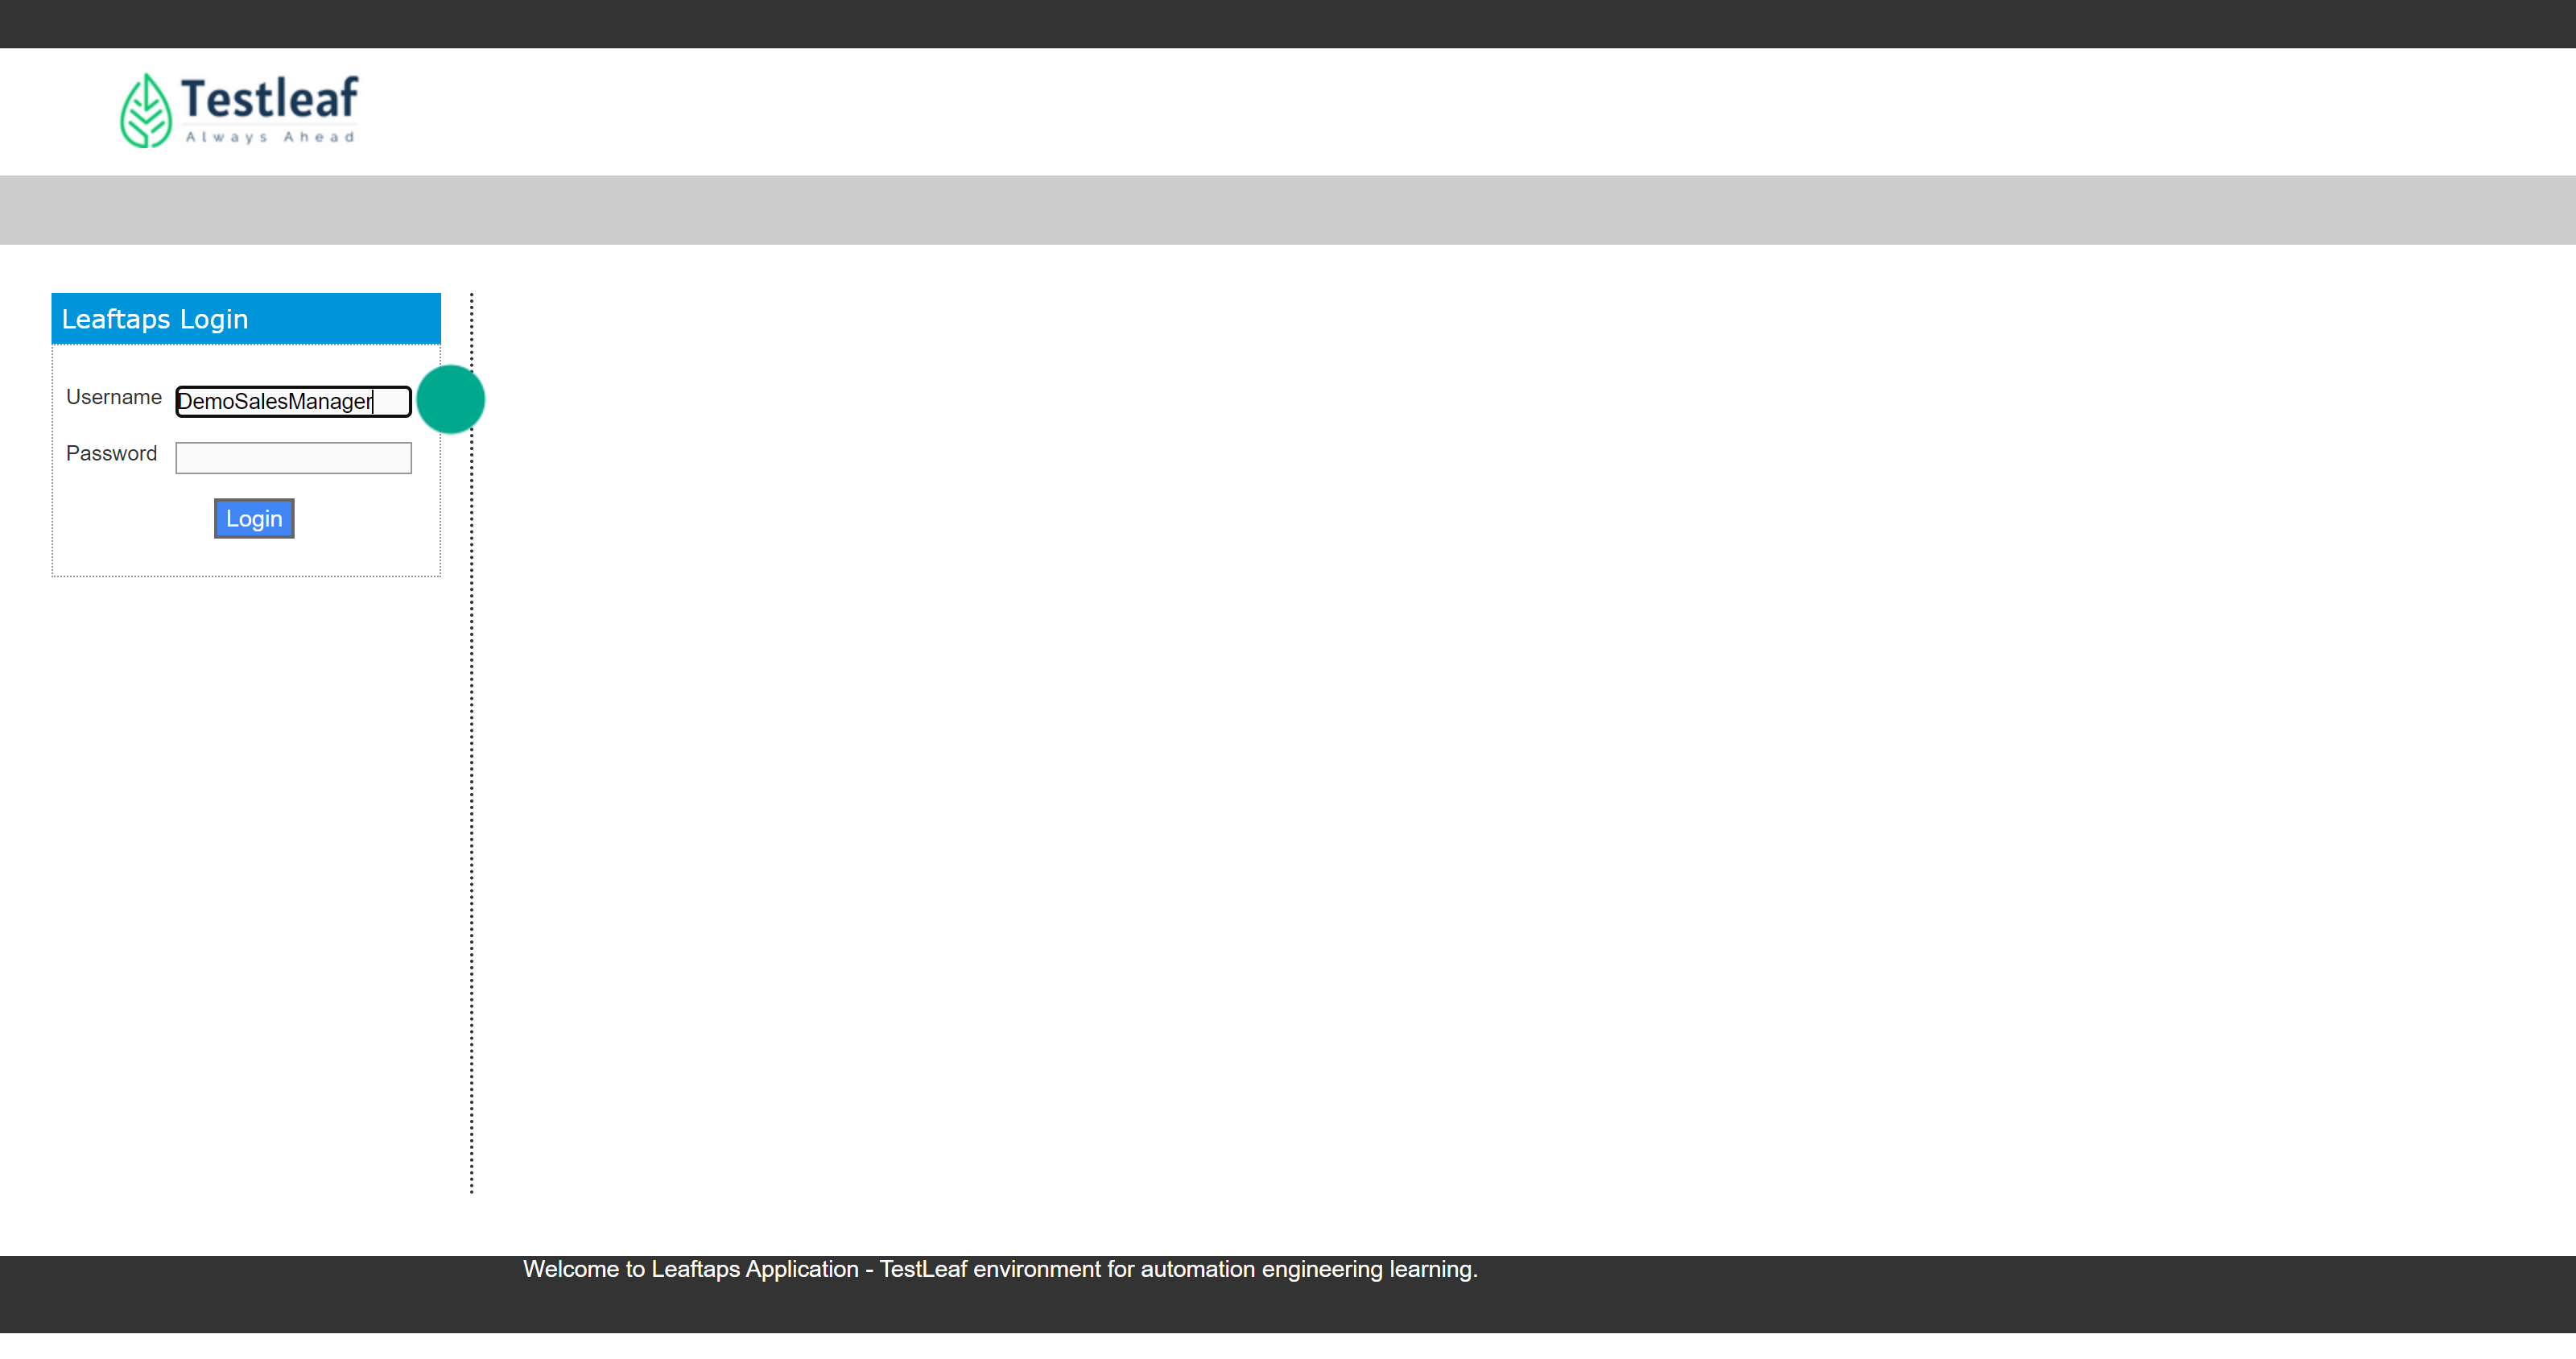 Testleaf
Always Ahead
Leaftaps Login
Username DemoSalesManager
Password
Login
Welcome to Leaftaps Application - TestLeaf environment for automation engineering learning.